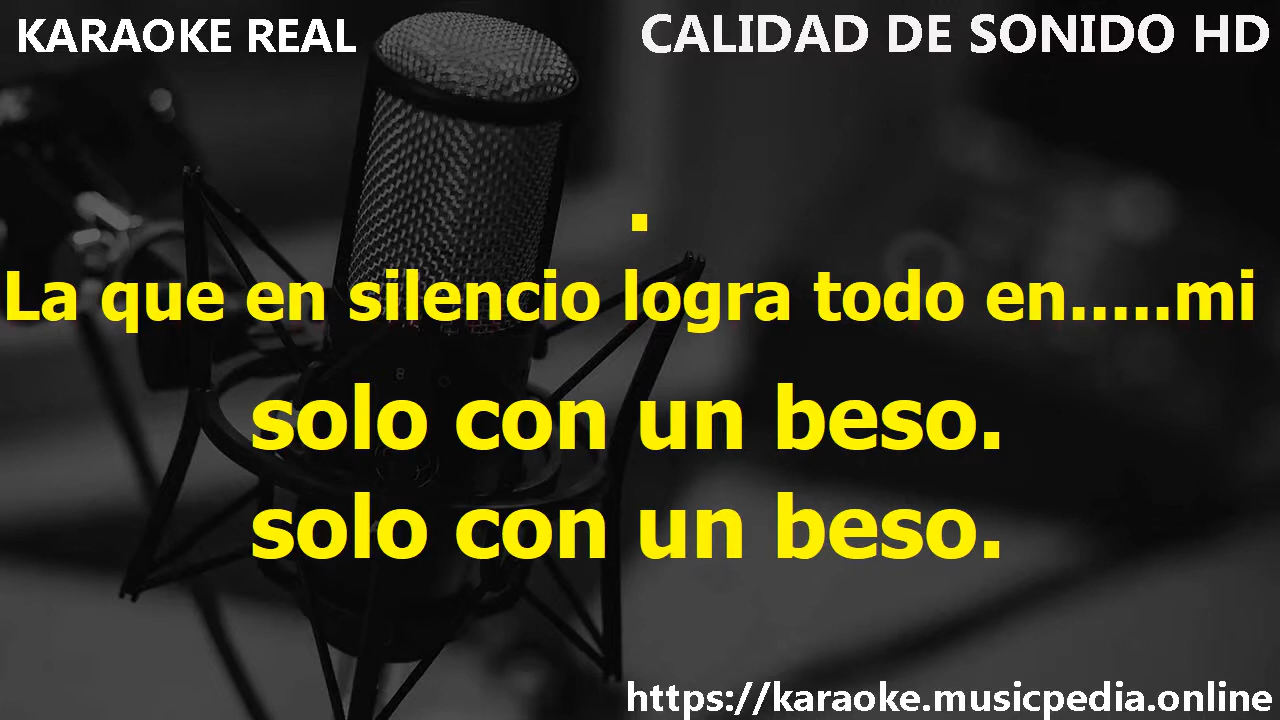 KARAOKE REAL
CALIDAD DE SONIDO HD
.
La que en silencio logra todo en.....mi
solo con un beso.
solo con un beso.
https://karaoke.musicpedia.online